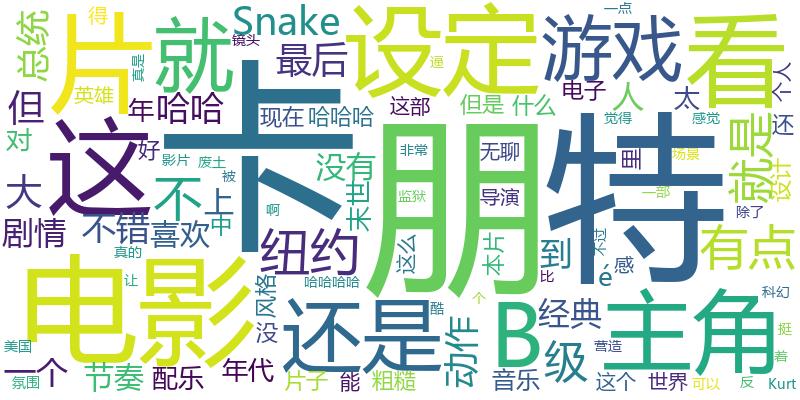 得
一点
Snake
总统
镜头
真是
英雄
片
就
最后
设定
逼
游戏
看
但
年
哈哈
现在
哈哈哈
这部
但是
什么
电子
人
太
个人
对
好
这
卡
朋
特
觉得
感觉
还
影片
废土
没有
非常
无聊
里
就是
大
不
上
被
末世
监狱
导演
场景
设计
剧情
不错
喜欢
中
啊
纽约
这么
本片
到
不过
一部
除了
有点
电影
真的
让
风格
哈哈哈哈
é
感
比
科幻
还是
没
酷
个
B
经典
主角
美国
一个
动作
级
营造
挺
氛围
节奏
配乐
年代
片子
能
粗糙
音乐
这个
世界
可以
反
着
Kurt